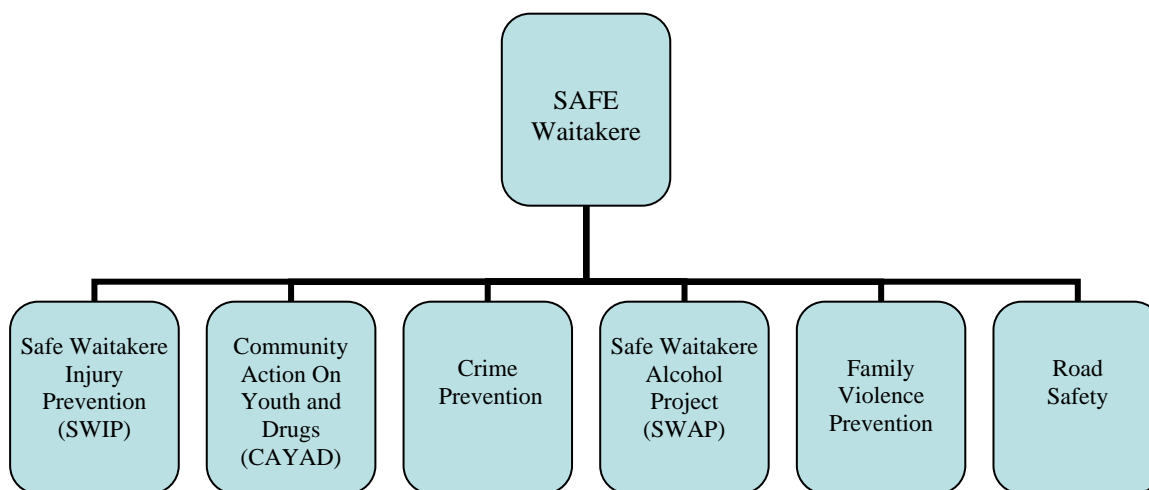 SAFE
Waitakere
Safe Waitakere
Injury
Prevention
(SWIP)
Community
Action On
Youth and
Drugs
(CAYAD)
Crime
Prevention
Safe Waitakere
Alcohol
Project
(SWAP)
Family
Violence
Prevention
Road
Safety